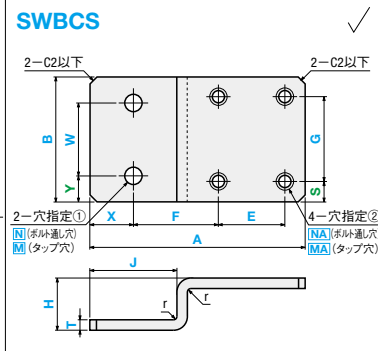 SWBCS
2-C2以下
2-C2以下
B
W
Y
G
S
2-穴指定①
N(ボルト通し穴)
M(タップ穴)
X
F
E
4-穴指定②
NA(ボルト通し穴
MA(タップ穴)
A
J
H
T
r
r